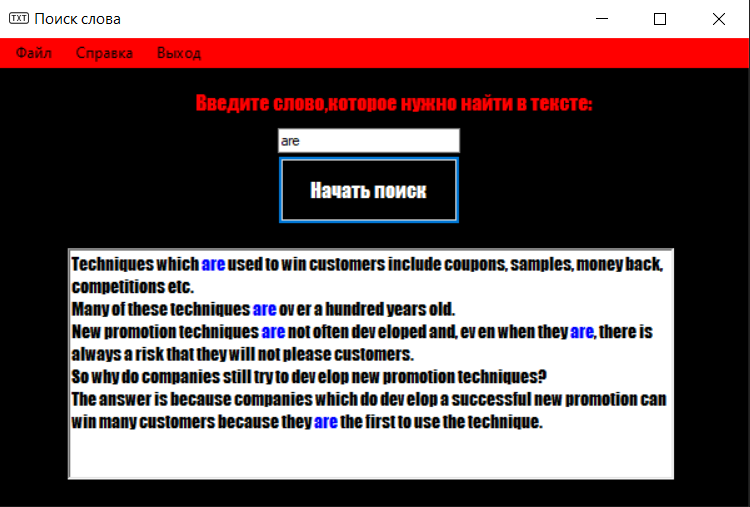 TXT Поиск слова
Файл Справка Выход
Введите слово,которое нужно найти в тексте:
are
Начать поиск
Techniques which are used to win customers include coupons, samples, money back,
competitions etc.
Many of these techniques are ov er a hundred years old.
New promotion techniques are not often dev eloped and, ev en when they are, there is
always a risk that they will not please customers.
So why do companies still try to dev elop new promotion techniques?
The answer is because companies which do dev elop a successful new promotion can
win many customers because they are the first to use the technique.